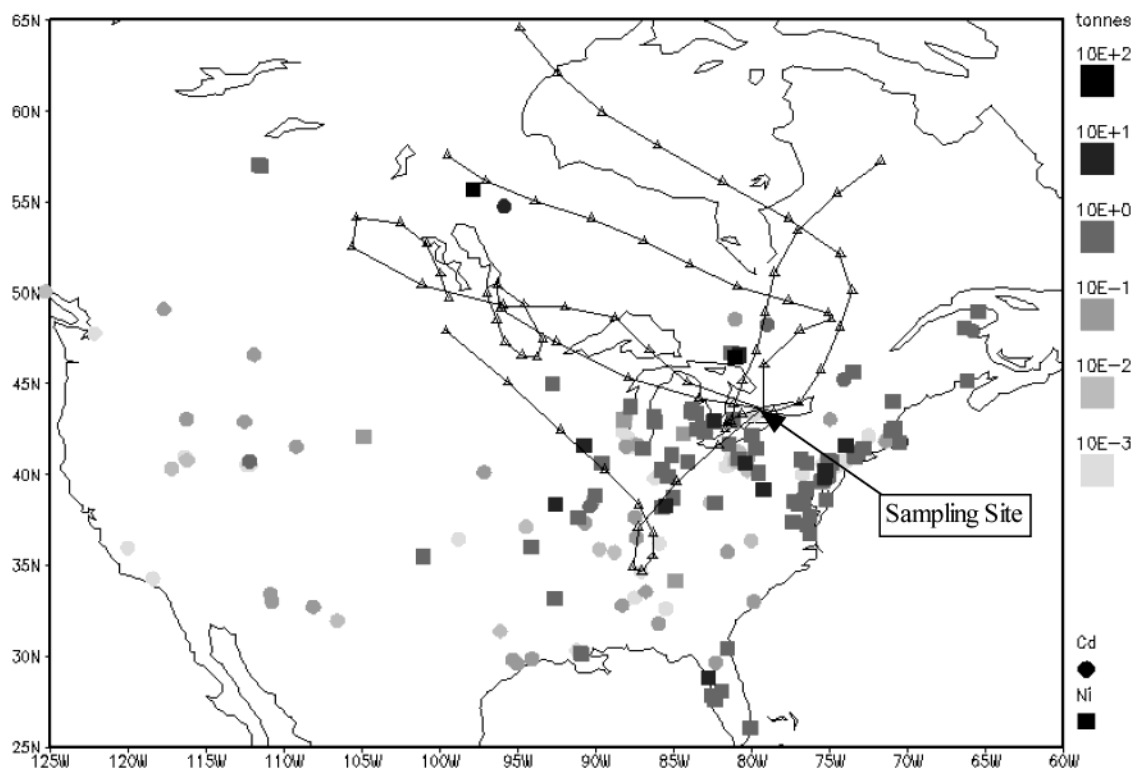 65N
60N
55N
50N
45N
40N
35N
30N
25N
125W 120W 115W 110W 105W 100W 95W 90W 85W 80W 75W 70W 65W 60W
Sampling Site
tonnes
10E+2
10E+1
10E+0
10E-1
10E-2
10E-3
Cd
Ni